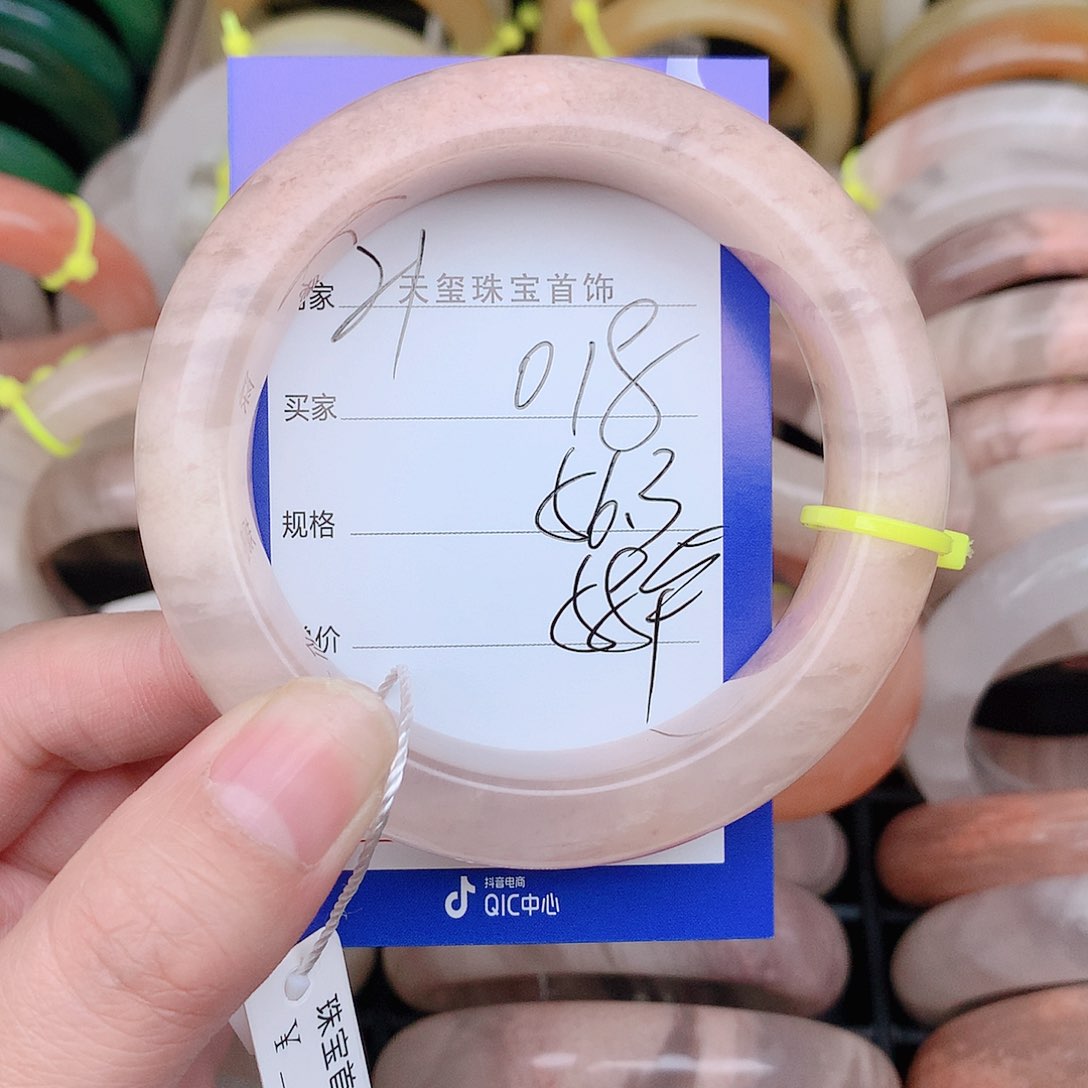 家 天玺珠宝首饰
买家 018
规格 56.3
价 58
抖音电商
QIC中心
珠宝首
¥